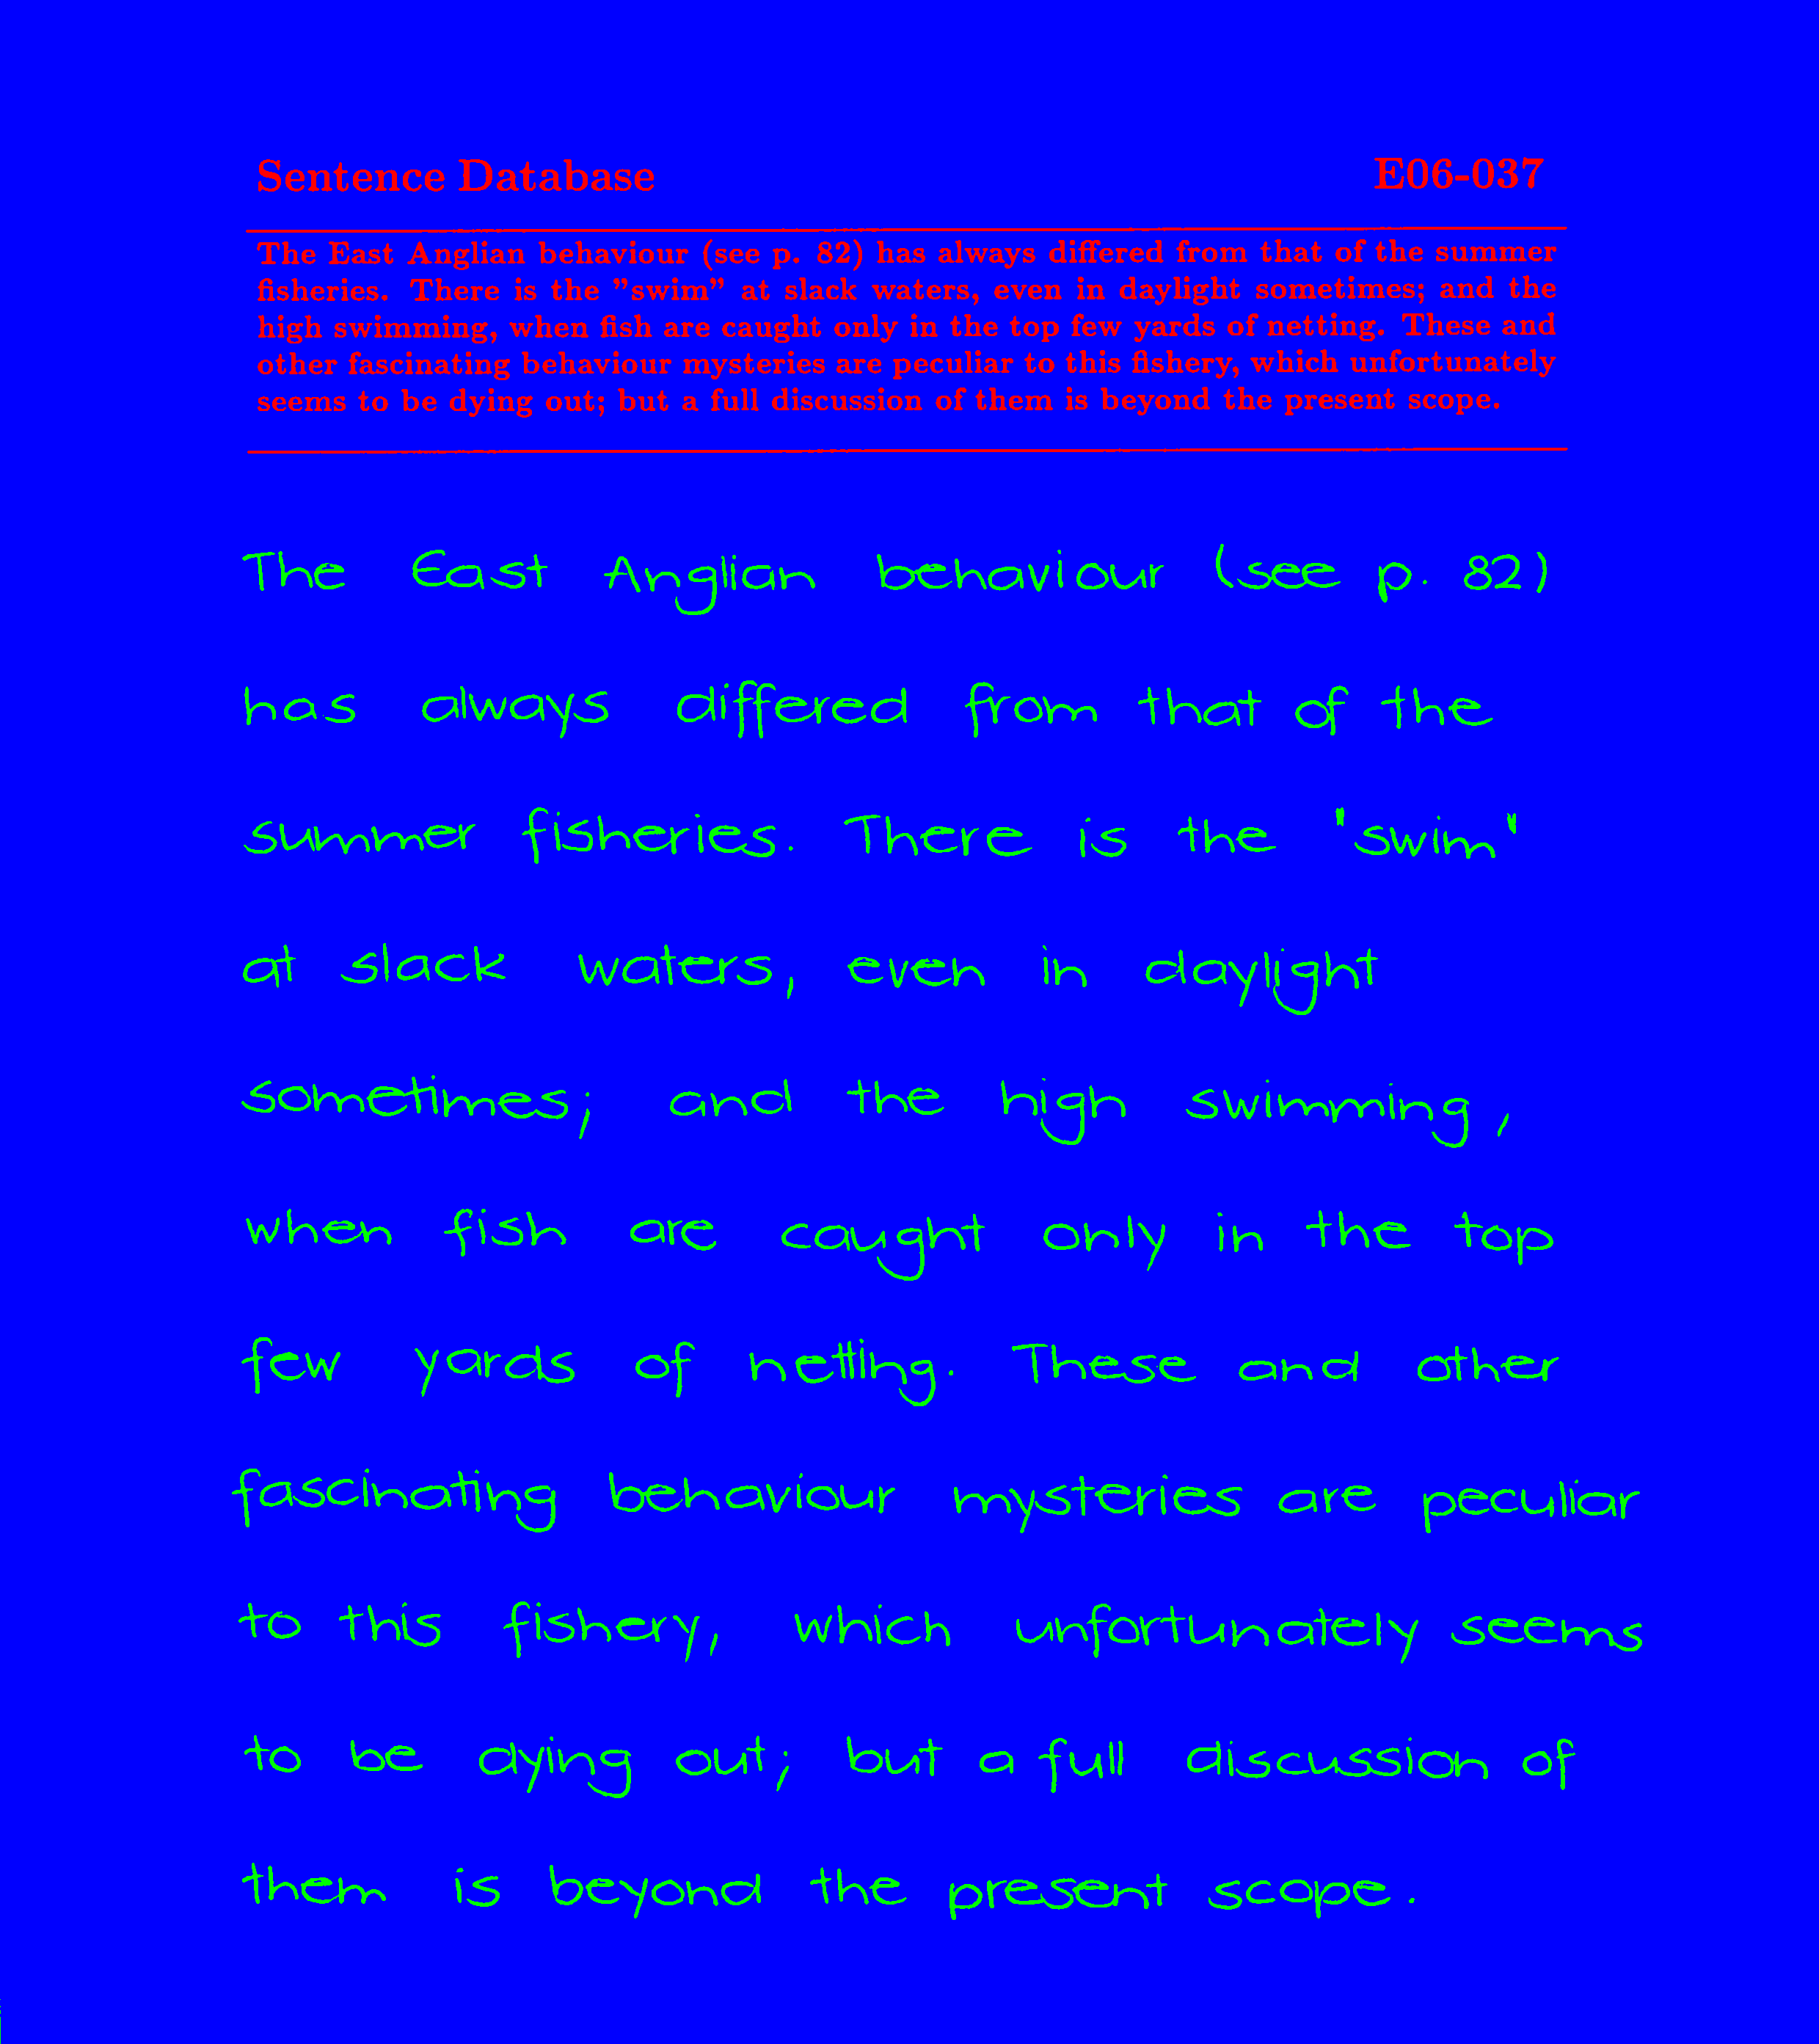 Sentence Database E06-037
The East Anglian behaviour (see p. 82) has always differed from that of the summer
fisheries. There is the "swim" at slack waters, even in daylight sometimes; and the
high swimming, when fish are caught only in the top few yards of netting. These and
other fascinating behaviour mysteries are peculiar to this fishery, which unfortunately
seems to be dying out; but a full discussion of them is beyond the present scope.
The East Anglian behaviour (see p. 82)
has always differed from that of the
summer fisheries. There is the "swim"
at slack waters, even in daylight
sometimes; and the high swimming,
when fish are caught only in the top
few yards of netting. These and other
fascinating behaviour mysteries are peculiar
to this fishery, which unfortunately seems
to be dying out; but a full discussion of
them is beyond the present scope.